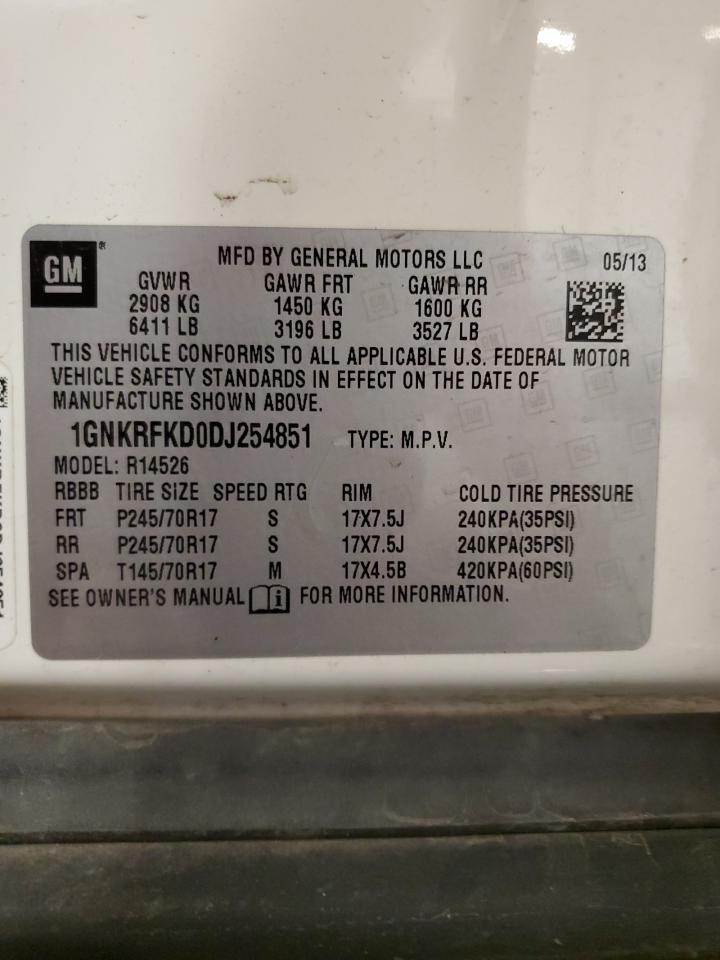 GM ® MFD BY GENERAL MOTORS LLC 05/13
GVWR GAWR FRT GAWR RR
2908 KG 1450 KG 1600 KG
6411 LB 3196 LB 3527 LB
THIS VEHICLE CONFORMS TO ALL APPLICABLE U.S. FEDERAL MOTOR
VEHICLE SAFETY STANDARDS IN EFFECT ON THE DATE OF
MANUFACTURE SHOWN ABOVE.
1GNKRFKD0DJ254851 TYPE: M.P.V.
MODEL: R14526
RBBB TIRE SIZE SPEED RTG RIM COLD TIRE PRESSURE
FRT P245/70R17 S 17X7.5J 240KPA(35PSI)
RR P245/70R17 S 17X7.5J 240KPA(35PSI)
SPA T145/70R17 M 17X4.5B 420KPA(60PSI)
SEE OWNER'S MANUAL i FOR MORE INFORMATION.